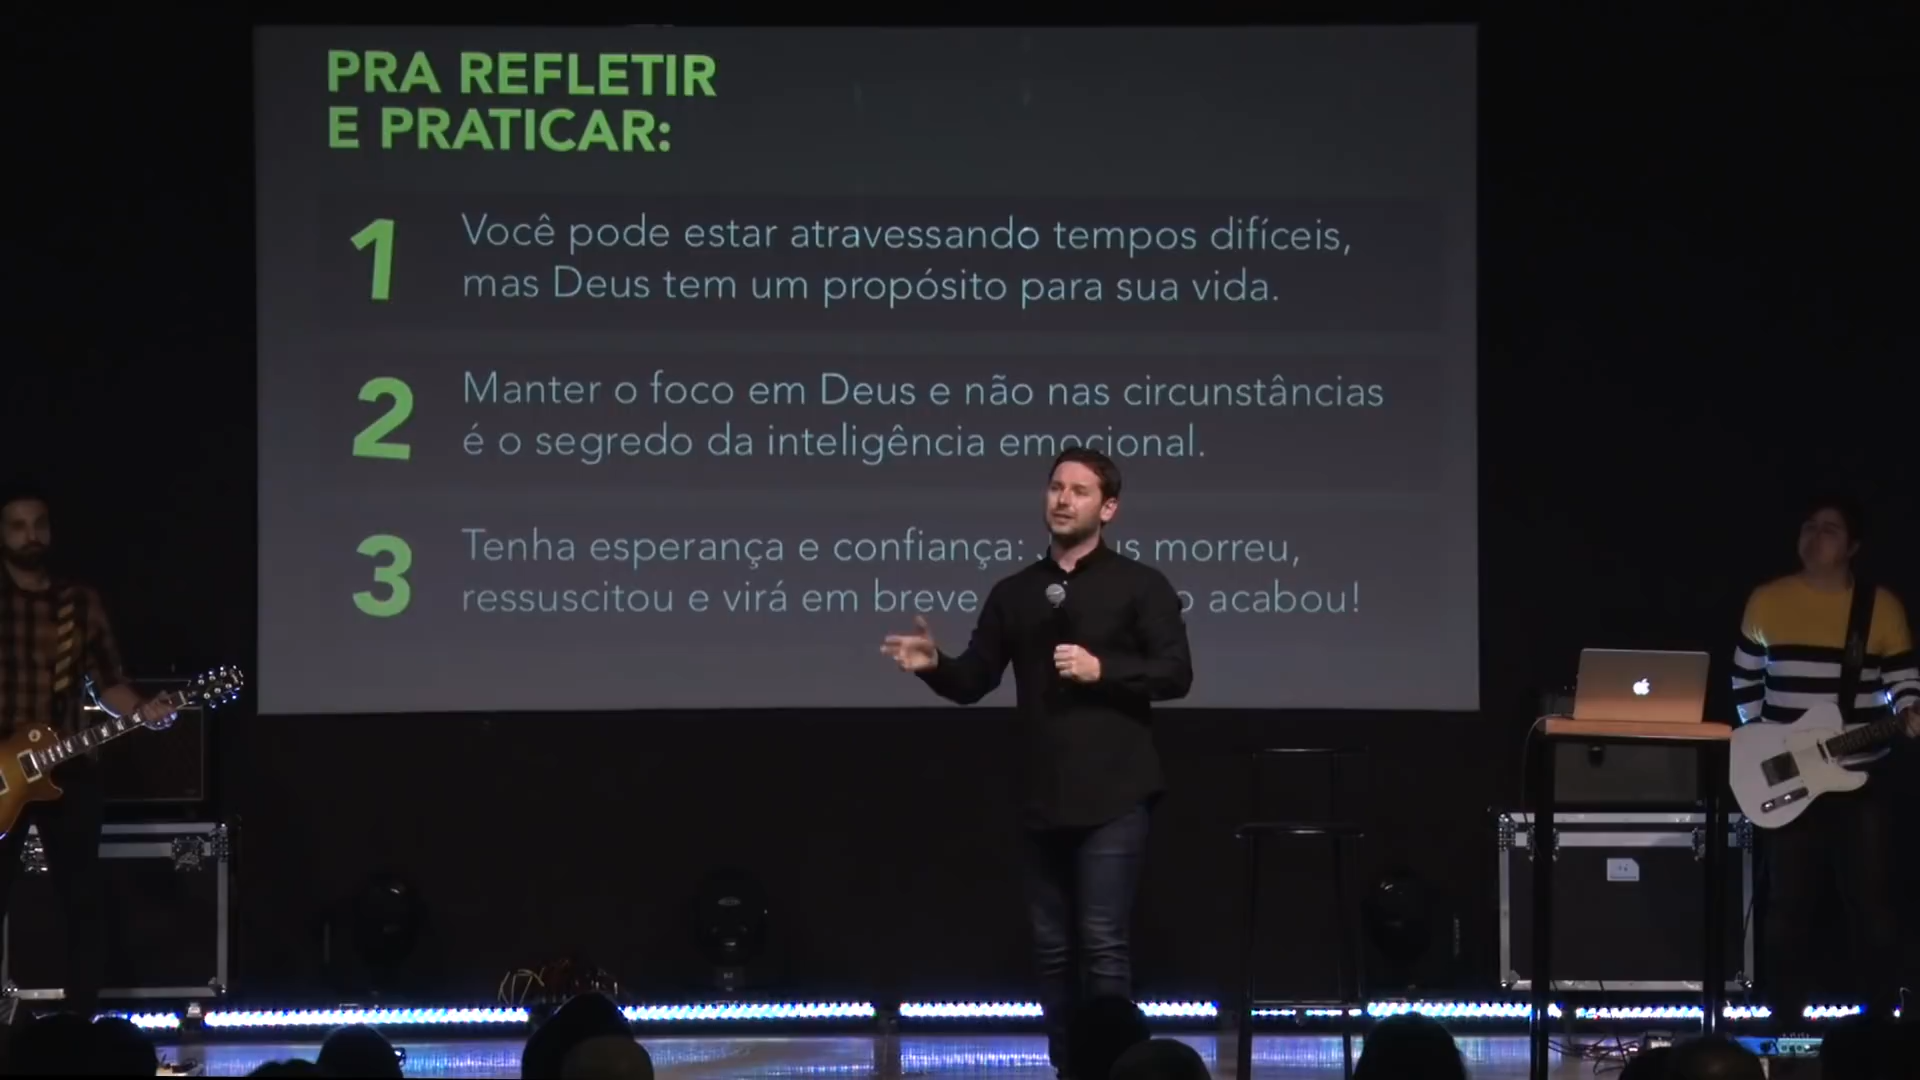 PRA REFLETIR
E PRATICAR:
1 Você pode estar atravessando tempos difíceis,
mas Deus tem um propósito para sua vida.
2 Manter o foco em Deus e não nas circunstâncias
é o segredo da inteligência emocional.
3 Tenha esperança e confiança: morreu,
ressuscitou e virá em breve acabou!